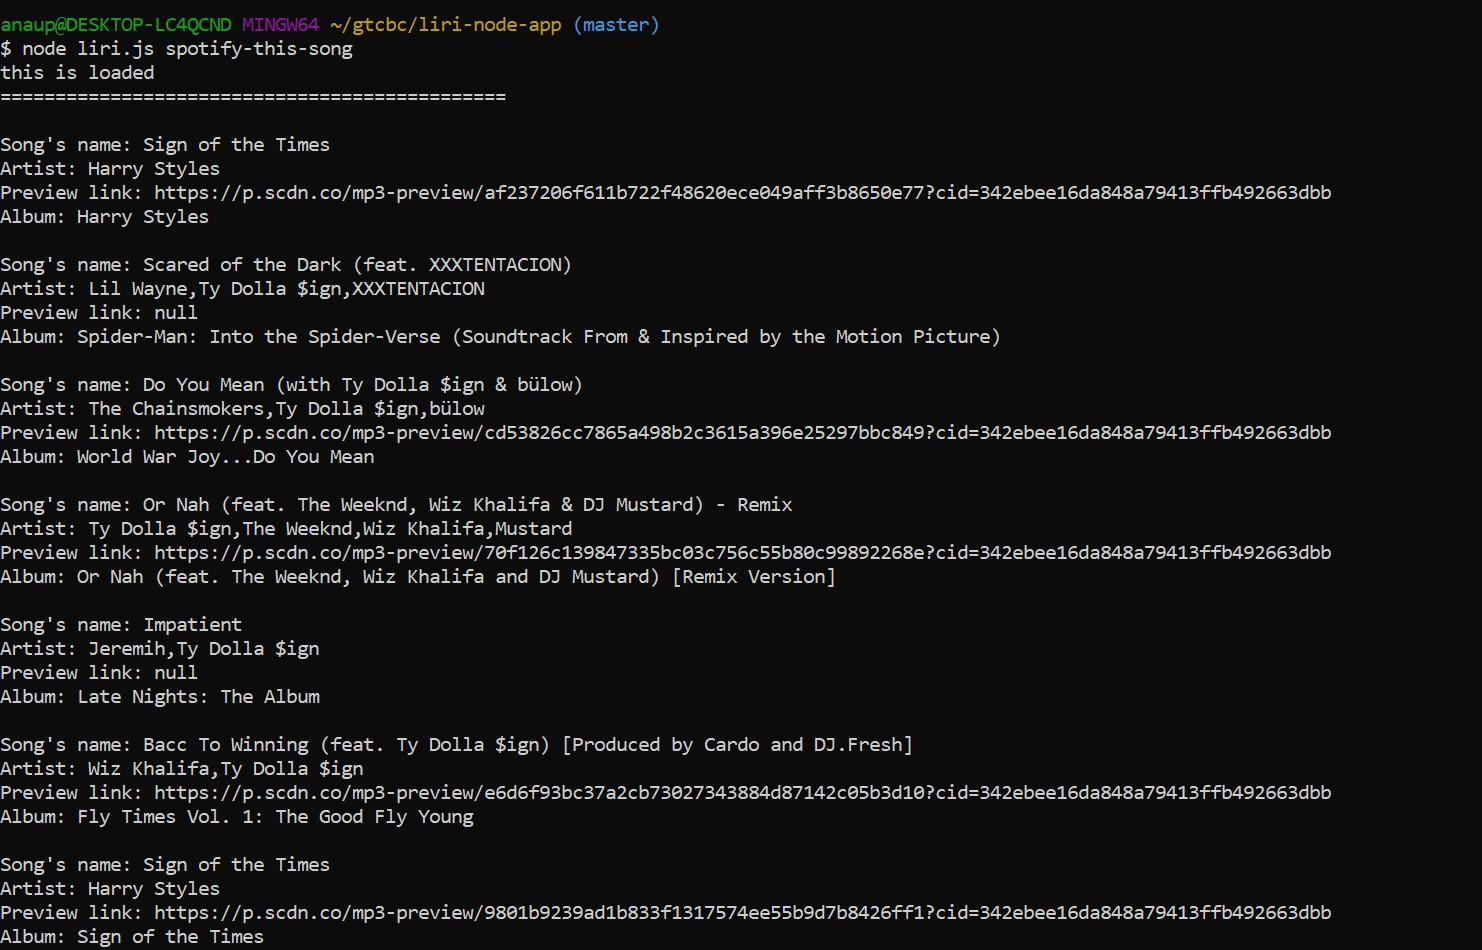 anaup@DESKTOP-LC4QCND MINGW64 ~/gtcbc/liri-node-app (master)
$ node liri.js spotify-this-song
this is loaded
==============================================
Song's name: Sign of the Times
Artist: Harry Styles
Preview link: https://p.scdn.co/mp3-preview/af237206f611b722f48620ece049aff3b8650e77?cid=342ebee16da848a79413ffb492663dbb
Album: Harry Styles
Song's name: Scared of the Dark (feat. XXXTENTACION)
Artist: Lil Wayne,Ty Dolla $ign,XXXTENTACION
Preview link: null
Album: Spider-Man: Into the Spider-Verse (Soundtrack From & Inspired by the Motion Picture)
Song's name: Do You Mean (with Ty Dolla $ign & bülow)
Artist: The Chainsmokers,Ty Dolla $ign,bülow
Preview link: https://p.scdn.co/mp3-preview/cd53826cc7865a498b2c3615a396e25297bbc849?cid=342ebee16da848a79413ffb492663dbb
Album: World War Joy...Do You Mean
Song's name: Or Nah (feat. The Weeknd, Wiz Khalifa & DJ Mustard) - Remix
Artist: Ty Dolla $ign,The Weeknd,Wiz Khalifa,Mustard
Preview link: https://p.scdn.co/mp3-preview/70f126c139847335bc03c756c55b80c99892268e?cid=342ebee16da848a79413ffb492663dbb
Album: Or Nah (feat. The Weeknd, Wiz Khalifa and DJ Mustard) [Remix Version]
Song's name: Impatient
Artist: Jeremih,Ty Dolla $ign
Preview link: null
Album: Late Nights: The Album
Song's name: Bacc To Winning (feat. Ty Dolla $ign) [Produced by Cardo and DJ.Fresh]
Artist: Wiz Khalifa,Ty Dolla $ign
Preview link: https://p.scdn.co/mp3-preview/e6d6f93bc37a2cb73027343884d87142c05b3d10?cid=342ebee16da848a79413ffb492663dbb
Album: Fly Times Vol. 1: The Good Fly Young
Song's name: Sign of the Times
Artist: Harry Styles
Preview link: https://p.scdn.co/mp3-preview/9801b9239ad1b833f1317574ee55b9d7b8426ff1?cid=342ebee16da848a79413ffb492663dbb
Album: Sign of the Times